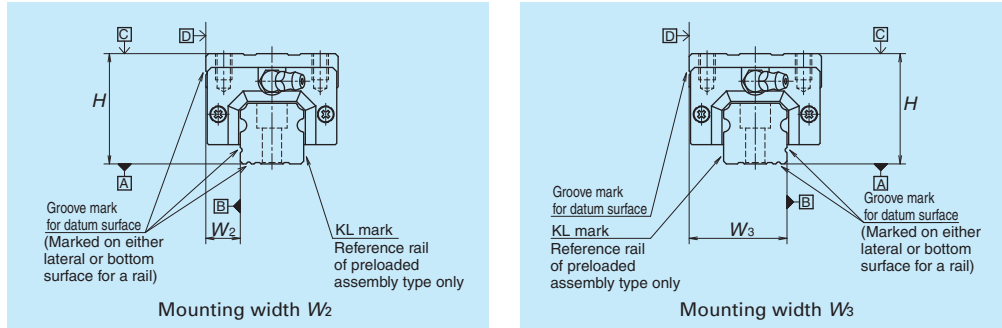 C
D
H
A
B
Groove mark
for datum surface
(Marked on either
lateral or bottom
surface for a rail)
W2
KL mark
Reference rail
of preloaded
assembly type only
Mounting width W2
D
C
H
A
B
Groove mark
for datum surface
KL mark
Reference rail
of preloaded
assembly type only
W3
Groove mark
for datum surface
(Marked on either
lateral or bottom
surface for a rail)
Mounting width W3